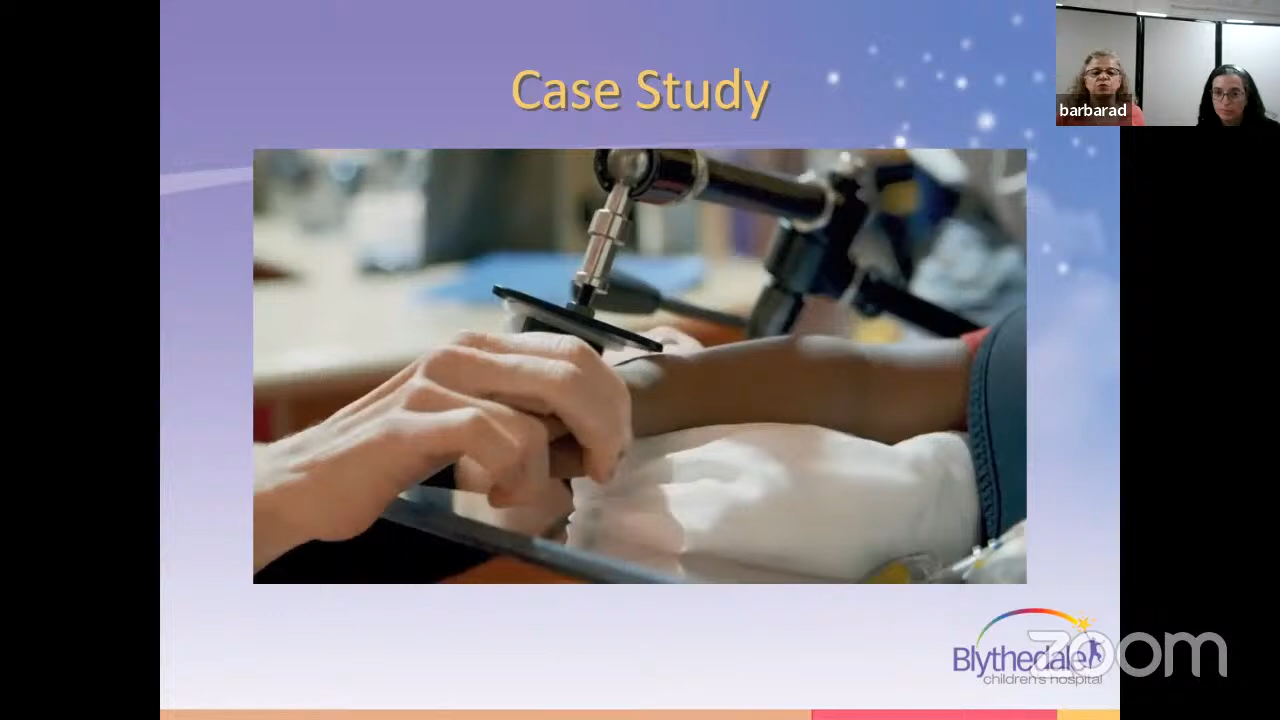 Case Study
barbarad
Blythedale
children's hospital
zoom